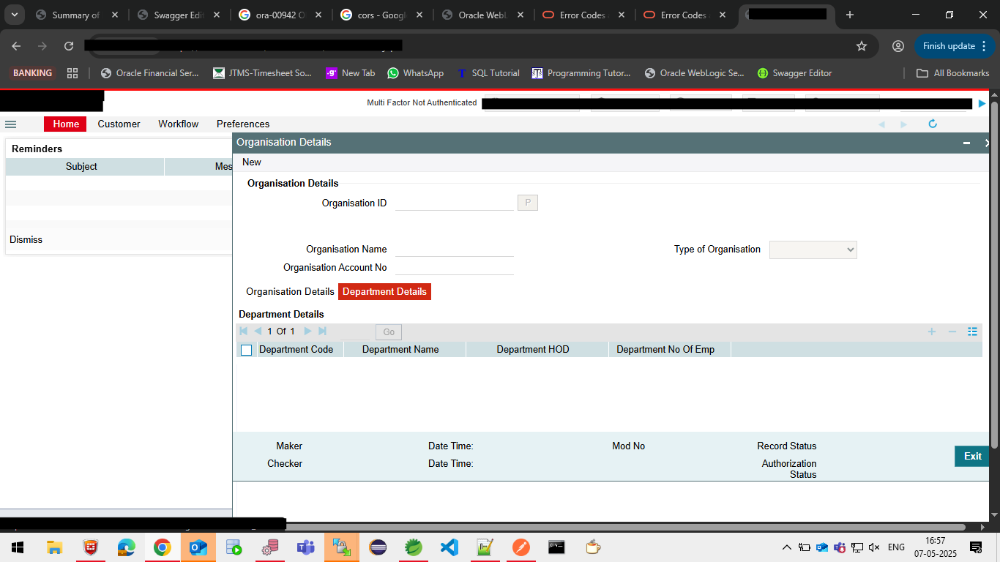 Summary of
Swagger Edi
ora-00942 O
cors - Googl
Oracle WebL
Error Codes
Error Codes
Finish update
BANKING
Oracle Financial Ser...
JTMS-Timesheet So...
New Tab
WhatsApp
SQL Tutorial
Programming Tutor...
Oracle WebLogic Se...
Swagger Editor
All Bookmarks
Multi Factor Not Authenticated
Home Customer Workflow Preferences
Reminders
Subject Mes
Dismiss
Organisation Details
New
Organisation Details
Organisation ID P
Organisation Name Type of Organisation
Organisation Account No
Organisation Details Department Details
Department Details
1 Of 1 Go
Department Code Department Name Department HOD Department No Of Emp
Maker Date Time: Mod No Record Status
Checker Date Time: Authorization Status
Exit
ENG
16:57
07-05-2025